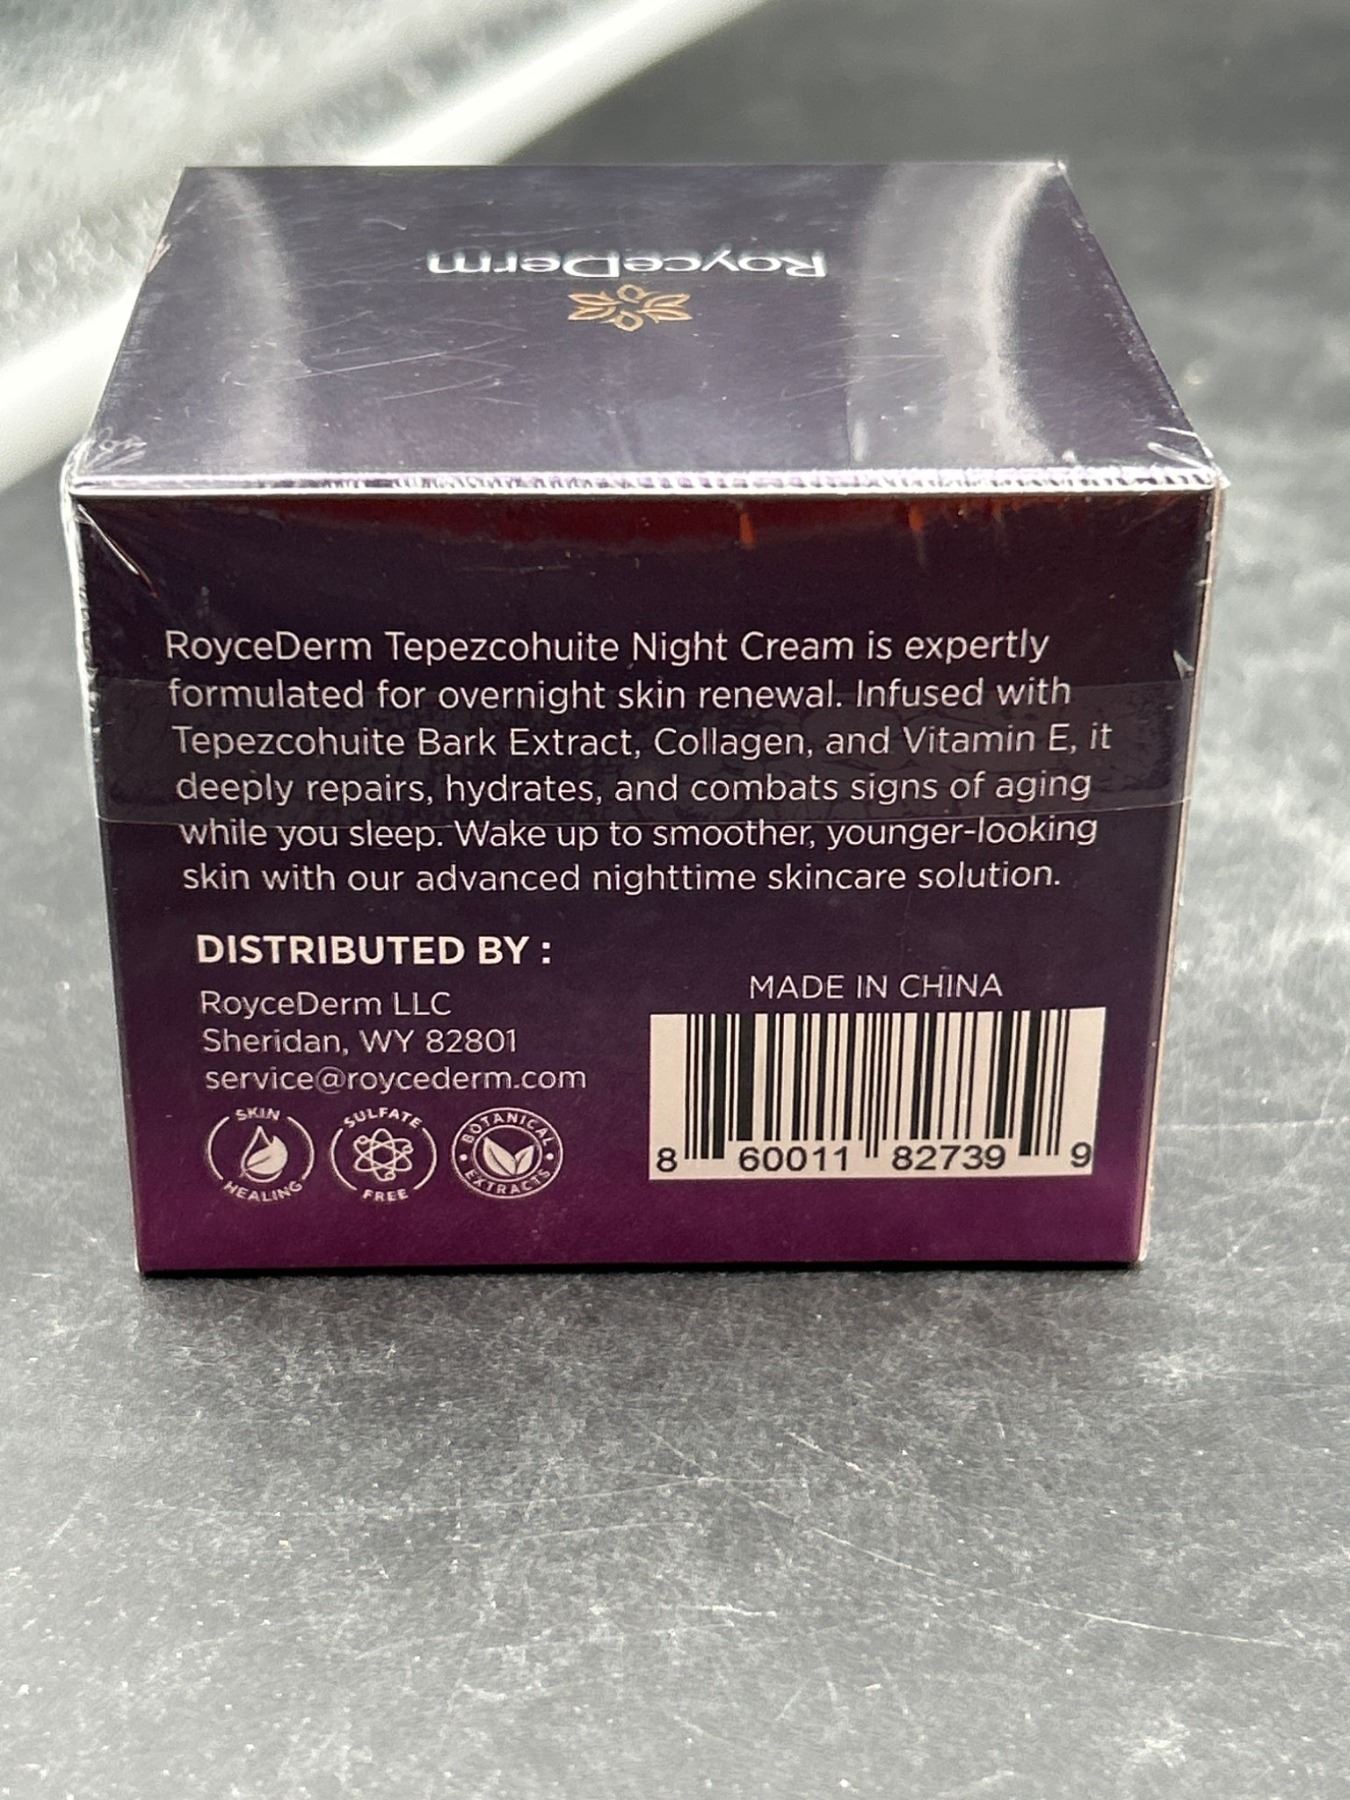 RoyceDerm
RoyceDerm Tepezcohuite Night Cream is expertly
formulated for overnight skin renewal. Infused with
Tepezcohuite Bark Extract, Collagen, and Vitamin E, it
deeply repairs, hydrates, and combats signs of aging
while you sleep. Wake up to smoother, younger-looking
skin with our advanced nighttime skincare solution.
DISTRIBUTED BY :
RoyceDerm LLC
Sheridan, WY 82801
service@roycederm.com
SKIN HEALING
SULFATE FREE
BOTANICAL EXTRACTS
MADE IN CHINA
8 60011 82739 9